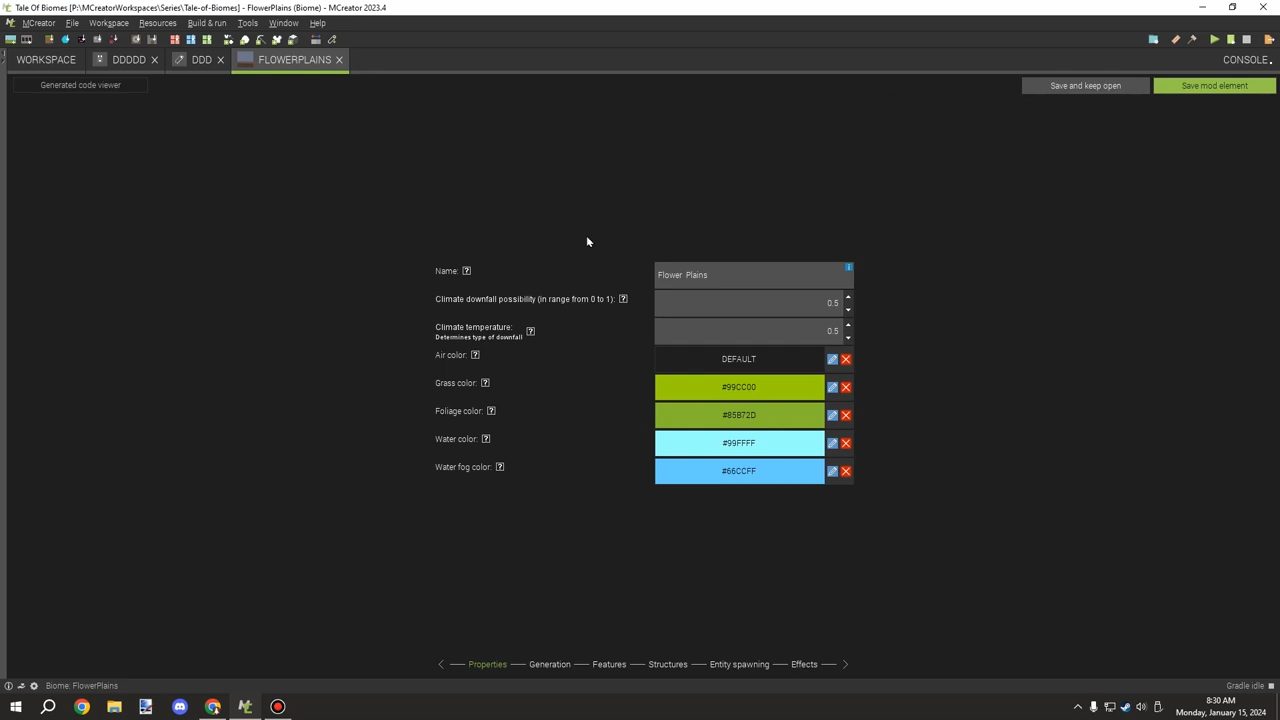 Tale Of Biomes [P:\MCreatorWorkspaces\Series\Tale-of-Biomes] - FlowerPlains (Biome) - MCreator 2023.4
MCreator File Workspace Resources Build & run Tools Window Help
WORKSPACE DDDDD DDD FLOWERPLAINS CONSOLE
Generated code viewer Save and keep open Save mod element
Name: ? Flower Plains
Climate downfall possibility (in range from 0 to 1): ? 0.5
Climate temperature: ? 0.5
Determines type of downfall
Air color: ? DEFAULT
Grass color: ? #99CC00
Foliage color: ? #85B72D
Water color: ? #99FFFF
Water fog color: ? #66CCFF
Properties Generation Features Structures Entity spawning Effects
Biome: FlowerPlains Gradle idle
8:30 AM
Monday, January 15, 2024